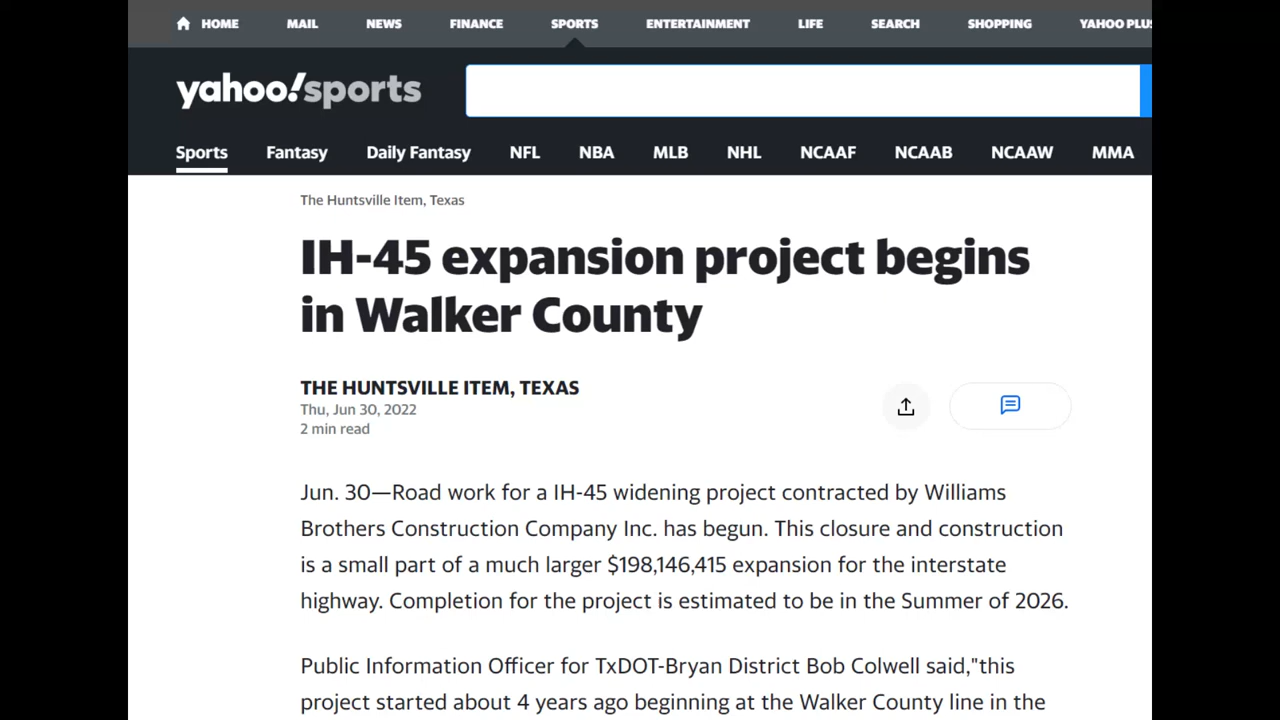 HOME MAIL NEWS FINANCE SPORTS ENTERTAINMENT LIFE SEARCH SHOPPING YAHOO PLUS
yahoo!sports
Sports Fantasy Daily Fantasy NFL NBA MLB NHL NCAAF NCAAB NCAAW MMA
The Huntsville Item, Texas
IH-45 expansion project begins
in Walker County
THE HUNTSVILLE ITEM, TEXAS
Thu, Jun 30, 2022
2 min read
Jun. 30—Road work for a IH-45 widening project contracted by Williams
Brothers Construction Company Inc. has begun. This closure and construction
is a small part of a much larger $198,146,415 expansion for the interstate
highway. Completion for the project is estimated to be in the Summer of 2026.
Public Information Officer for TxDOT-Bryan District Bob Colwell said,"this
project started about 4 years ago beginning at the Walker County line in the